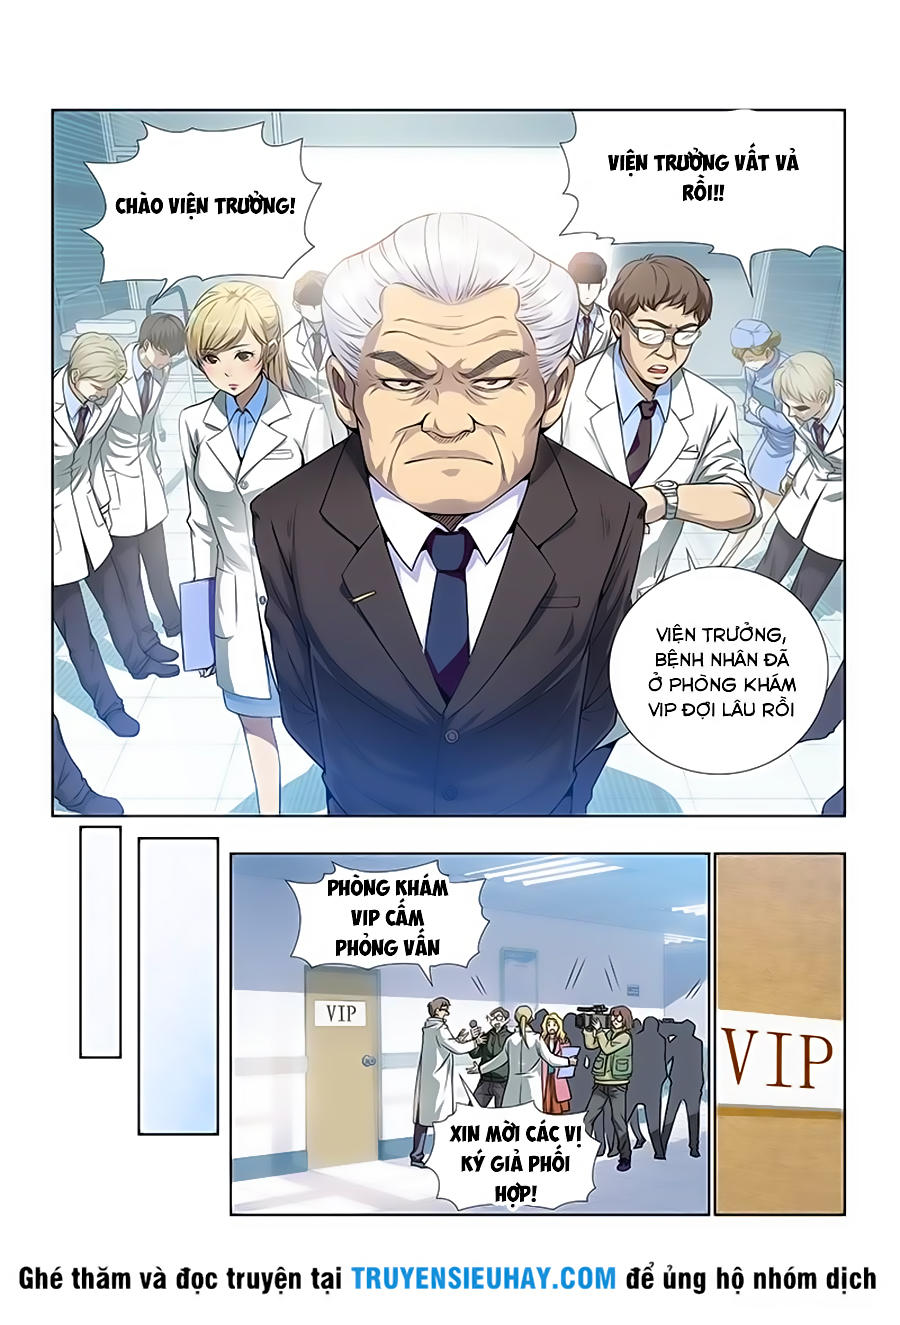 CHÀO VIỆN TRƯỞNG!
VIỆN TRƯỞNG VẤT VẢ
RỒI!!
VIỆN TRƯỞNG,
BỆNH NHÂN ĐÃ
Ở PHÒNG KHÁM
VIP ĐỢI LÂU RỒI
PHÒNG KHÁM
VIP CẤM
PHỎNG VẤN
VIP
XIN MỜI CÁC VỊ
KÝ GIẢ PHỐI
HỢP!
VIP
Ghé thăm và đọc truyện tại TRUYENSIEUHAY.COM để ủng hộ nhóm dịch